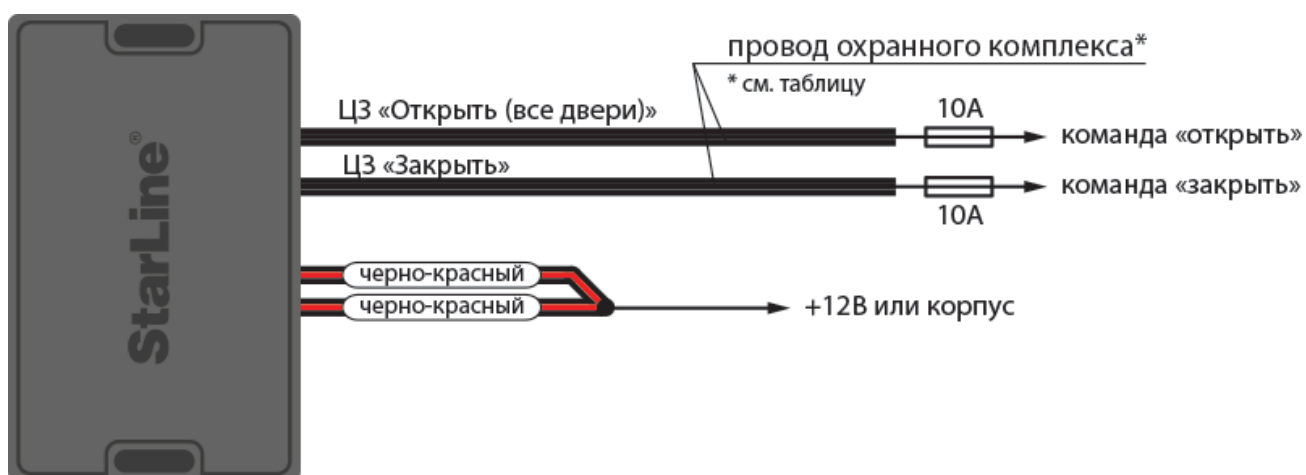 StarLine®
провод охранного комплекса*
* см. таблицу
ЦЗ «Открыть (все двери)»
10А
команда «открыть»
ЦЗ «Закрыть»
команда «закрыть»
10А
черно-красный
черно-красный
+12В или корпус